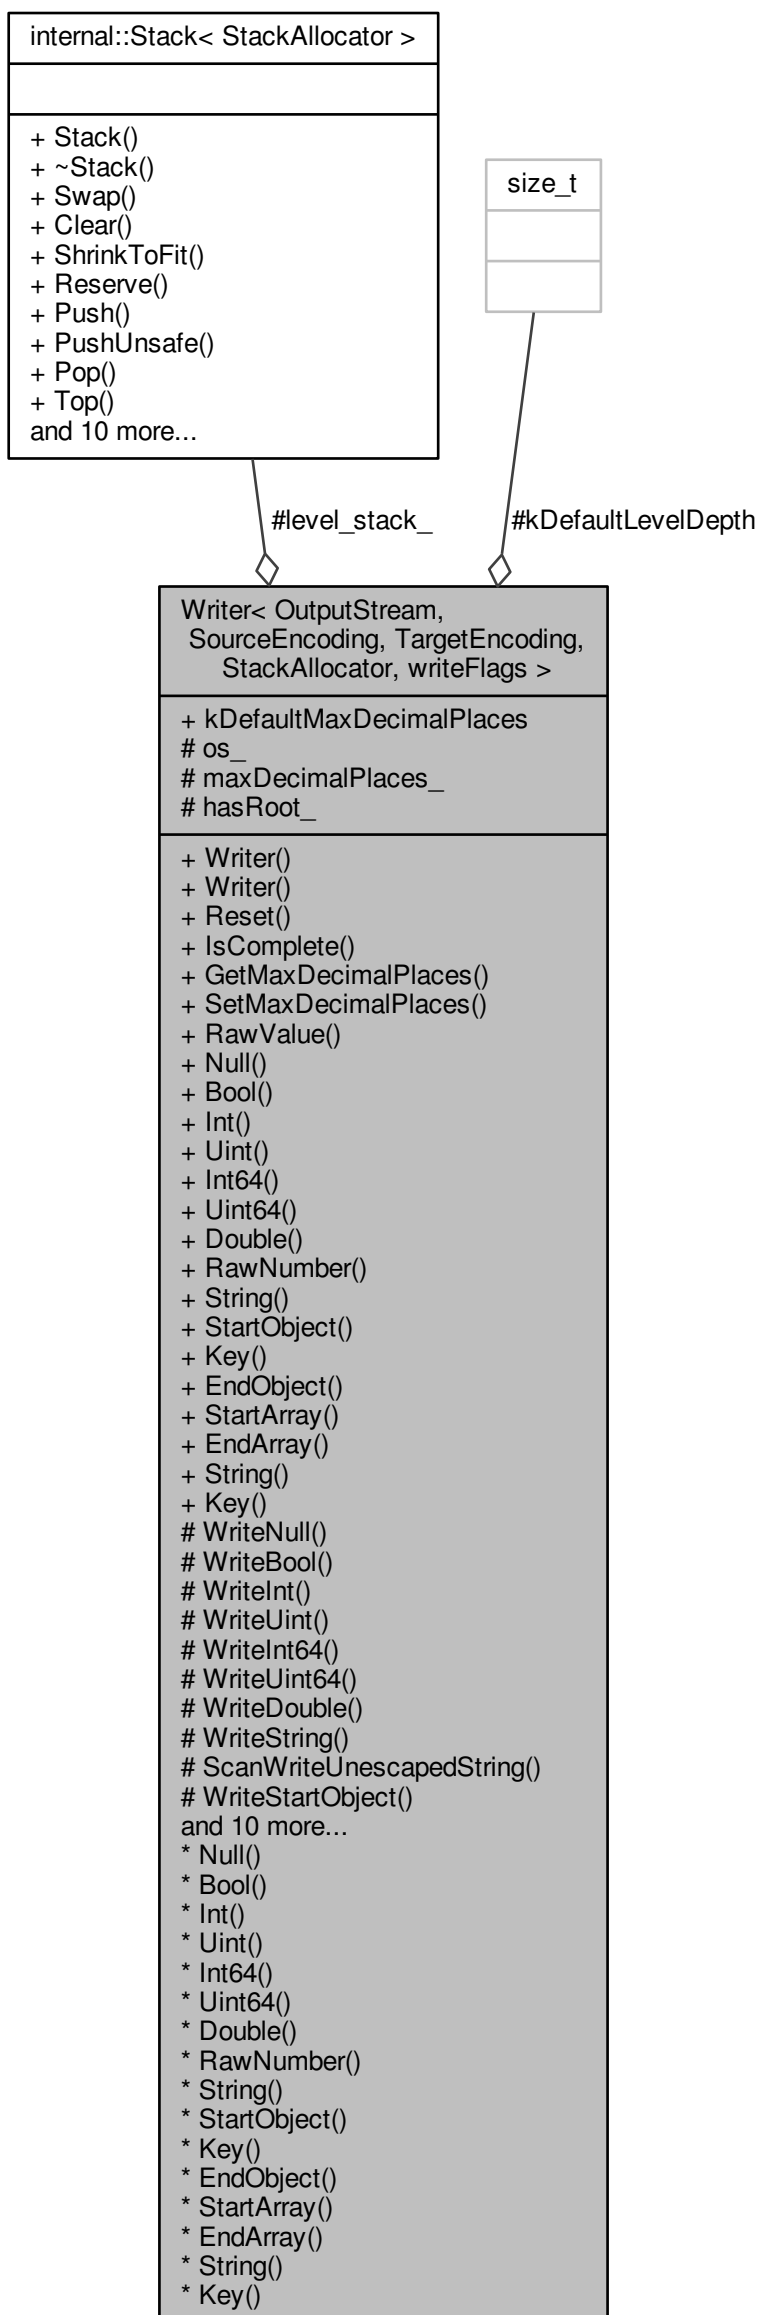 internal::Stack< StackAllocator >
+ Stack()
+ ~Stack()
+ Swap()
+ Clear()
+ ShrinkToFit()
+ Reserve()
+ Push()
+ PushUnsafe()
+ Pop()
+ Top()
and 10 more...
size_t
#level_stack_
#kDefaultLevelDepth
Writer< OutputStream,
SourceEncoding, TargetEncoding,
StackAllocator, writeFlags >
+ kDefaultMaxDecimalPlaces
# os_
# maxDecimalPlaces_
# hasRoot_
+ Writer()
+ Writer()
+ Reset()
+ IsComplete()
+ GetMaxDecimalPlaces()
+ SetMaxDecimalPlaces()
+ RawValue()
+ Null()
+ Bool()
+ Int()
+ Uint()
+ Int64()
+ Uint64()
+ Double()
+ RawNumber()
+ String()
+ StartObject()
+ Key()
+ EndObject()
+ StartArray()
+ EndArray()
+ String()
+ Key()
# WriteNull()
# WriteBool()
# WriteInt()
# WriteUint()
# WriteInt64()
# WriteUint64()
# WriteDouble()
# WriteString()
# ScanWriteUnescapedString()
# WriteStartObject()
and 10 more...
* Null()
* Bool()
* Int()
* Uint()
* Int64()
* Uint64()
* Double()
* RawNumber()
* String()
* StartObject()
* Key()
* EndObject()
* StartArray()
* EndArray()
* String()
* Key()